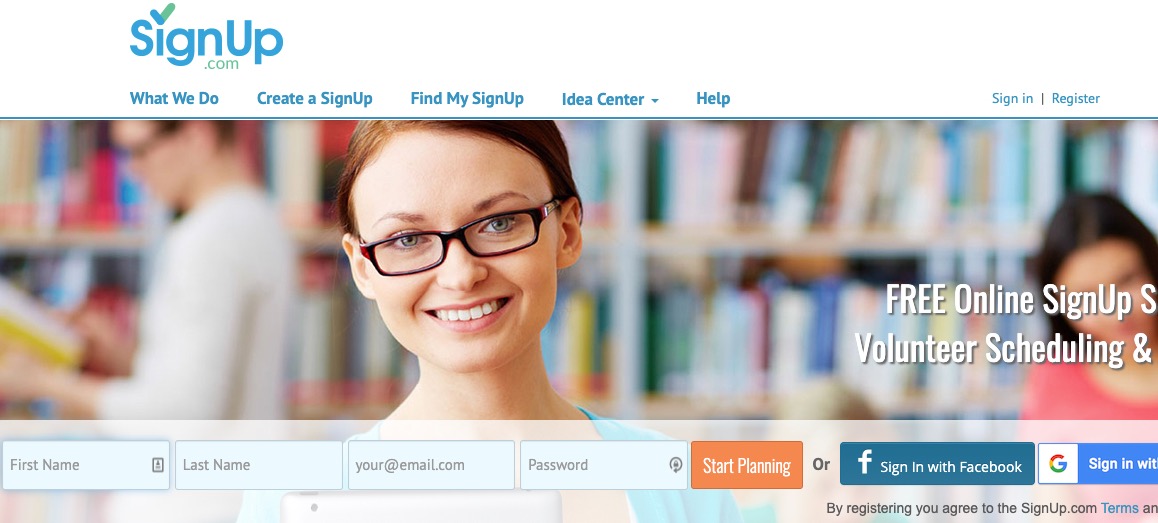 SignUp
.com
What We Do Create a SignUp Find My SignUp Idea Center Help Sign in | Register
FREE Online SignUp S
Volunteer Scheduling &
First Name Last Name your@email.com Password Start Planning Or f Sign In with Facebook G Sign in wit
By registering you agree to the SignUp.com Terms an